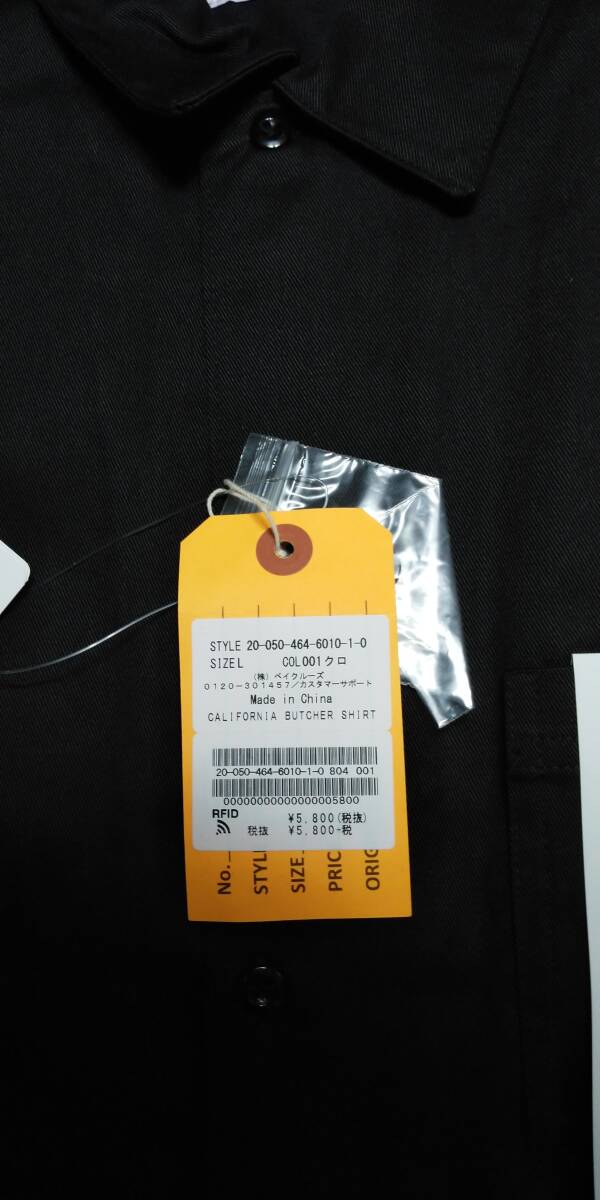 STYLE 20-050-464-6010-1-0
SIZE L COL001クロ
(株) ベイクルーズ
0120-301457/カスタマーサポート
Made in China
CALIFORNIA BUTCHER SHIRT
20-050-464-6010-1-0 804 001
00000000000000005800
RFID
¥5,800(税抜)
税抜 ¥5,800+税
No.
STYL
SIZE
PRIC
ORIG